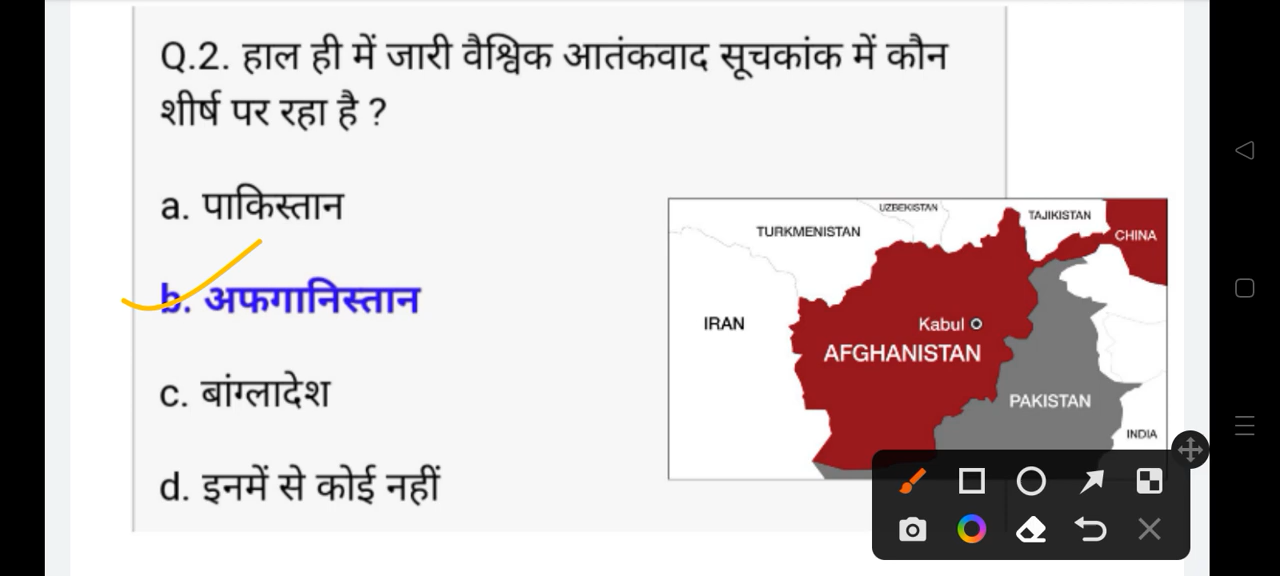 Q.2. हाल ही में जारी वैश्विक आतंकवाद सूचकांक में कौन
शीर्ष पर रहा है ?
a. पाकिस्तान
b. अफगानिस्तान
c. बांग्लादेश
d. इनमें से कोई नहीं
UZBEKISTAN
TAJIKISTAN
TURKMENISTAN
CHINA
IRAN
Kabul
AFGHANISTAN
PAKISTAN
INDIA